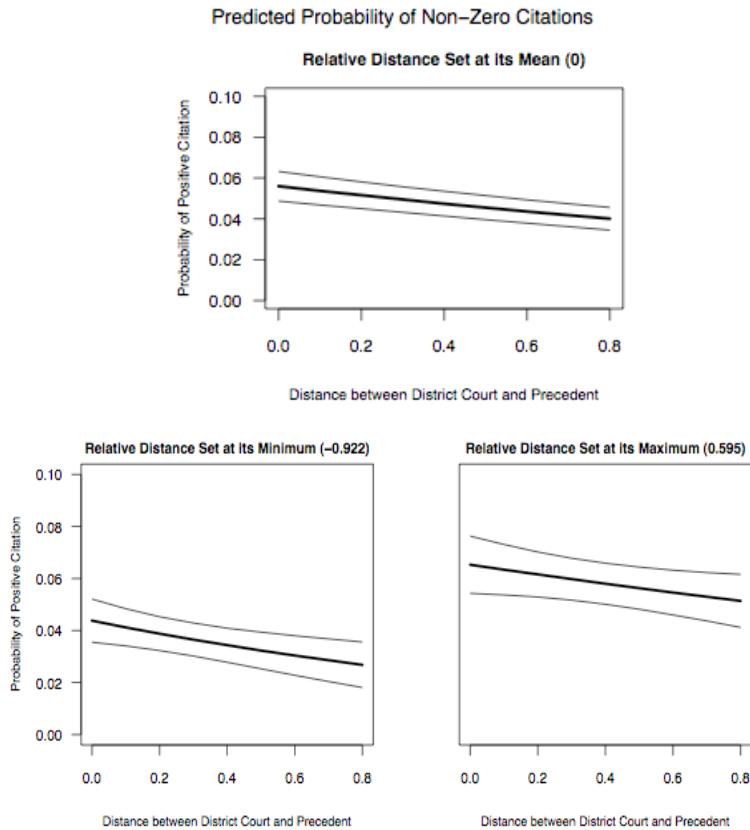 Predicted Probability of Non−Zero Citations
Relative Distance Set at its Mean (0)
Probability of Positive Citation
0.10
0.08
0.06
0.04
0.02
0.00
0.0 0.2 0.4 0.6 0.8
Distance between District Court and Precedent
Relative Distance Set at its Minimum (−0.922)
Probability of Positive Citation
0.10
0.08
0.06
0.04
0.02
0.00
0.0 0.2 0.4 0.6 0.8
Distance between District Court and Precedent
Relative Distance Set at its Maximum (0.595)
0.0 0.2 0.4 0.6 0.8
Distance between District Court and Precedent